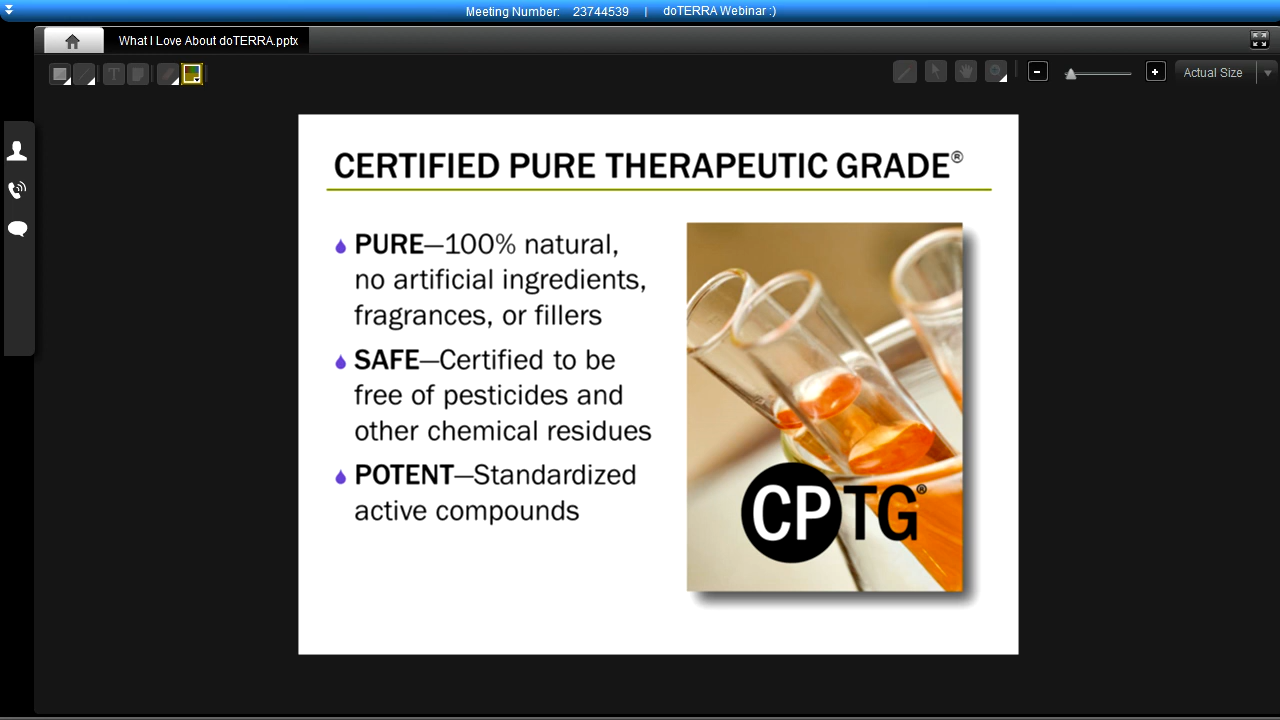 Meeting Number: 23744539 | doTERRA Webinar :)
What I Love About doTERRA.pptx
T
Actual Size
CERTIFIED PURE THERAPEUTIC GRADE®
PURE—100% natural,
no artificial ingredients,
fragrances, or fillers
SAFE—Certified to be
free of pesticides and
other chemical residues
POTENT—Standardized
active compounds
CPTG®